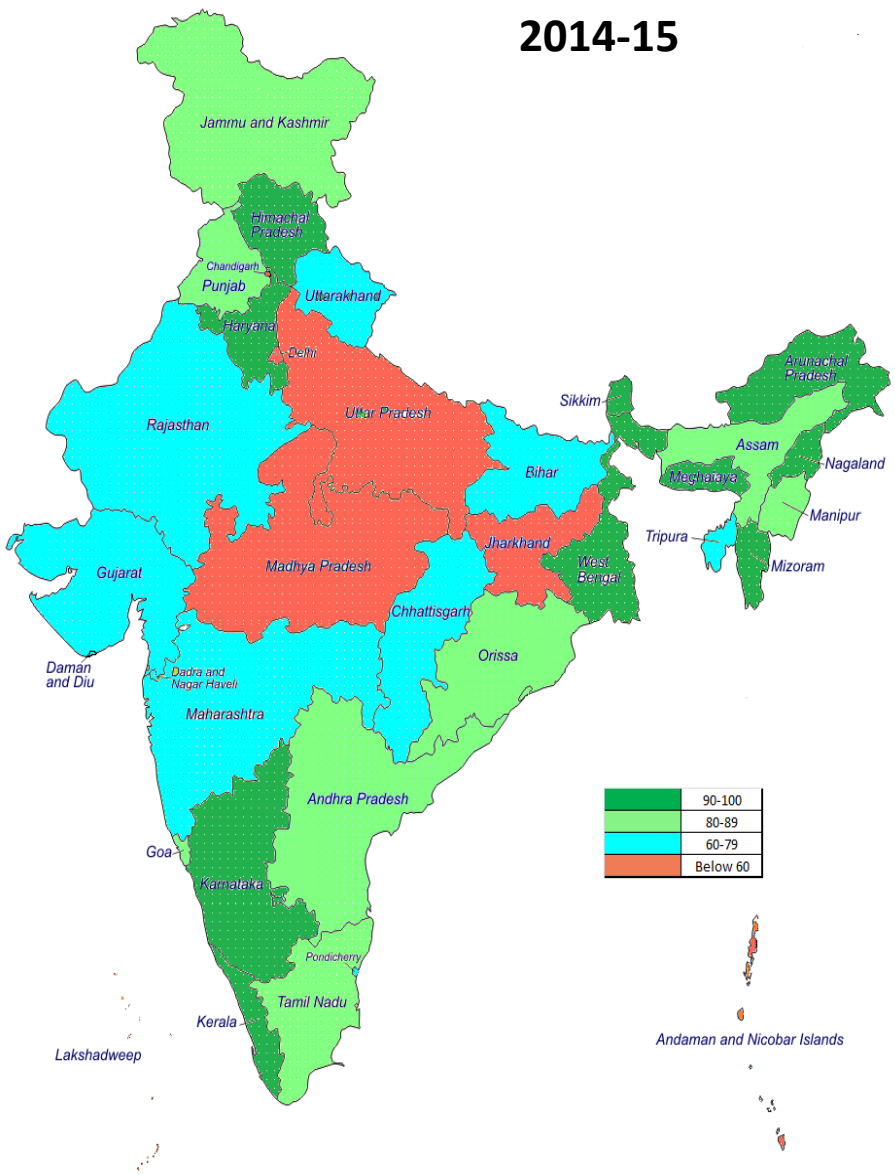 2014-15
Jammu and Kashmir
Himachal
Pradesh
Chandigarh
Punjab
Uttarakhand
Haryana
Delhi
Arunachal
Pradesh
Sikkim
Uttar Pradesh
Rajasthan
Assam
Nagaland
Bihar
Meghalaya
Manipur
Tripura
Jharkhand
Mizoram
West
Bengal
Madhya Pradesh
Gujarat
Chhattisgarh
Orissa
Daman
and Diu
Dadra and
Nagar Haveli
Maharashtra
Andhra Pradesh
90-100
80-89
60-79
Below 60
Goa
Karnataka
Pondicherry
Tamil Nadu
Kerala
Lakshadweep
Andaman and Nicobar Islands